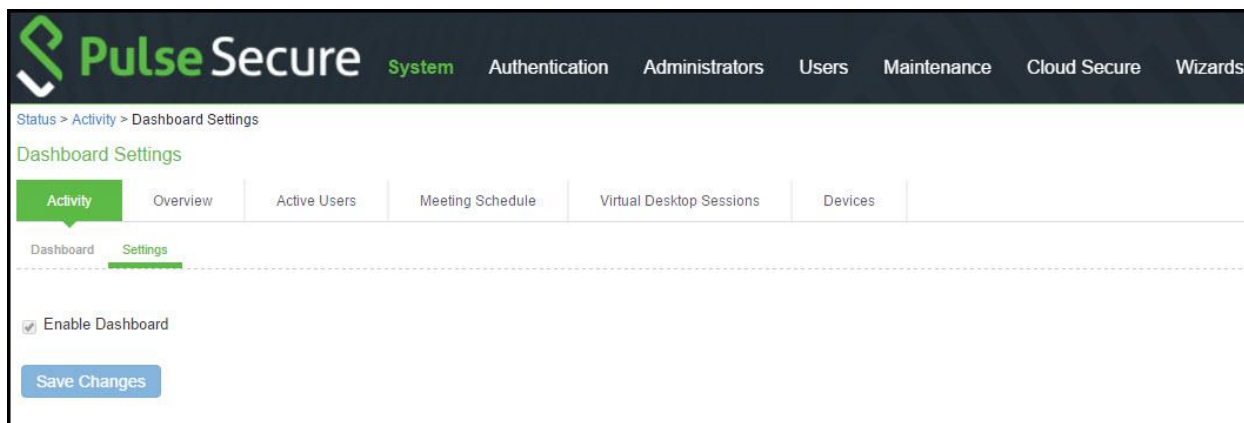 Pulse Secure System Authentication Administrators Users Maintenance Cloud Secure Wizards
Status > Activity > Dashboard Settings
Dashboard Settings
Activity Overview Active Users Meeting Schedule Virtual Desktop Sessions Devices
Dashboard Settings
Enable Dashboard
Save Changes